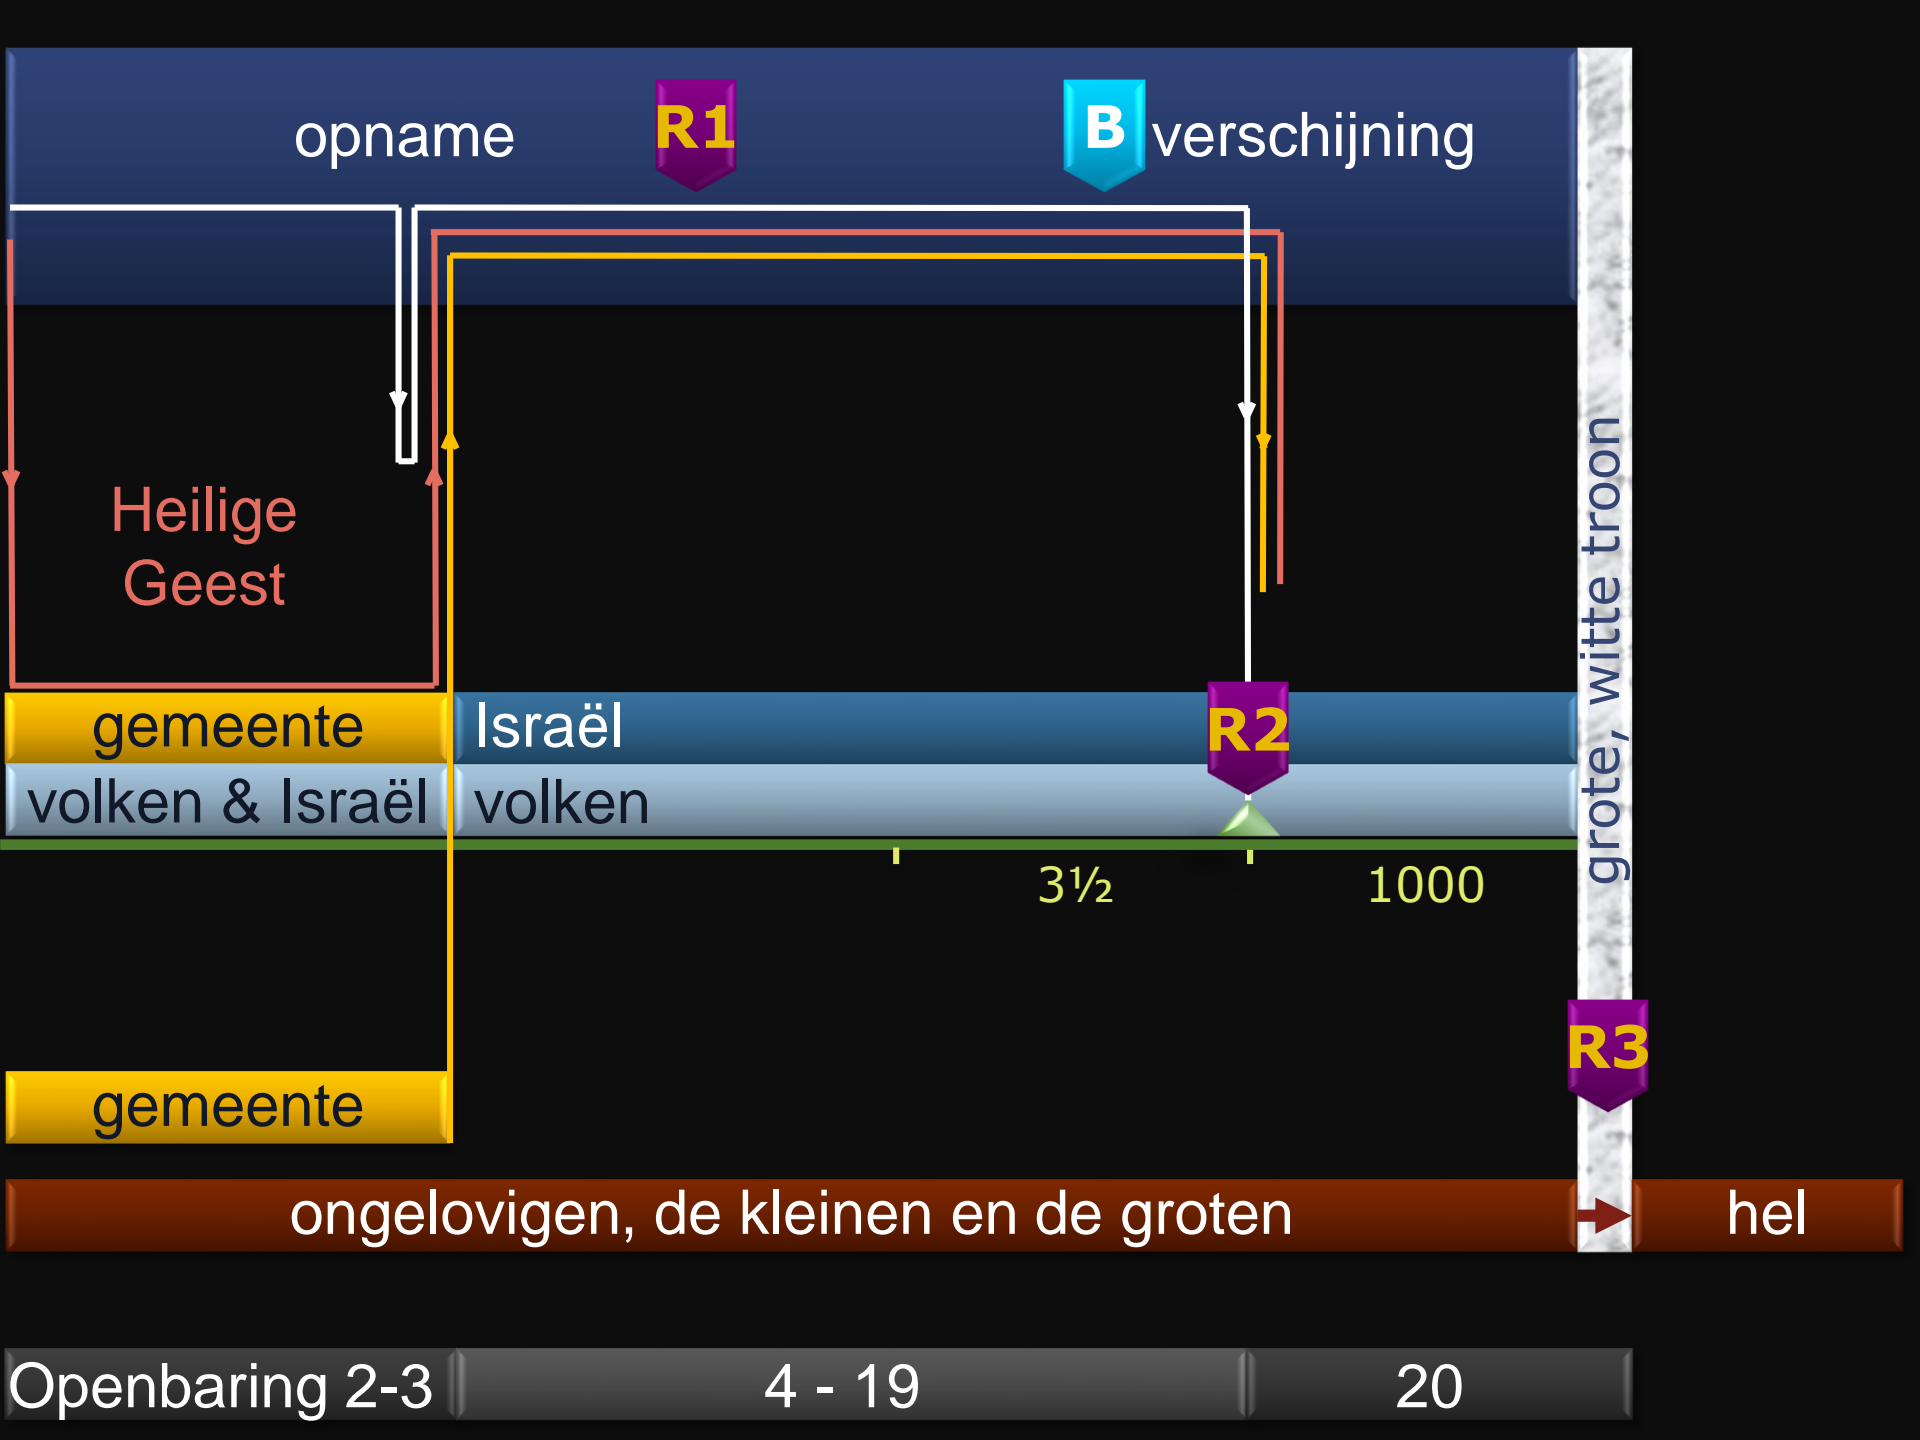 opname
R1
B
verschijning
Heilige
Geest
grote, witte troon
gemeente
Israël
R2
volken & Israël
volken
3½
1000
R3
gemeente
ongelovigen, de kleinen en de groten
hel
Openbaring 2-3
4 - 19
20